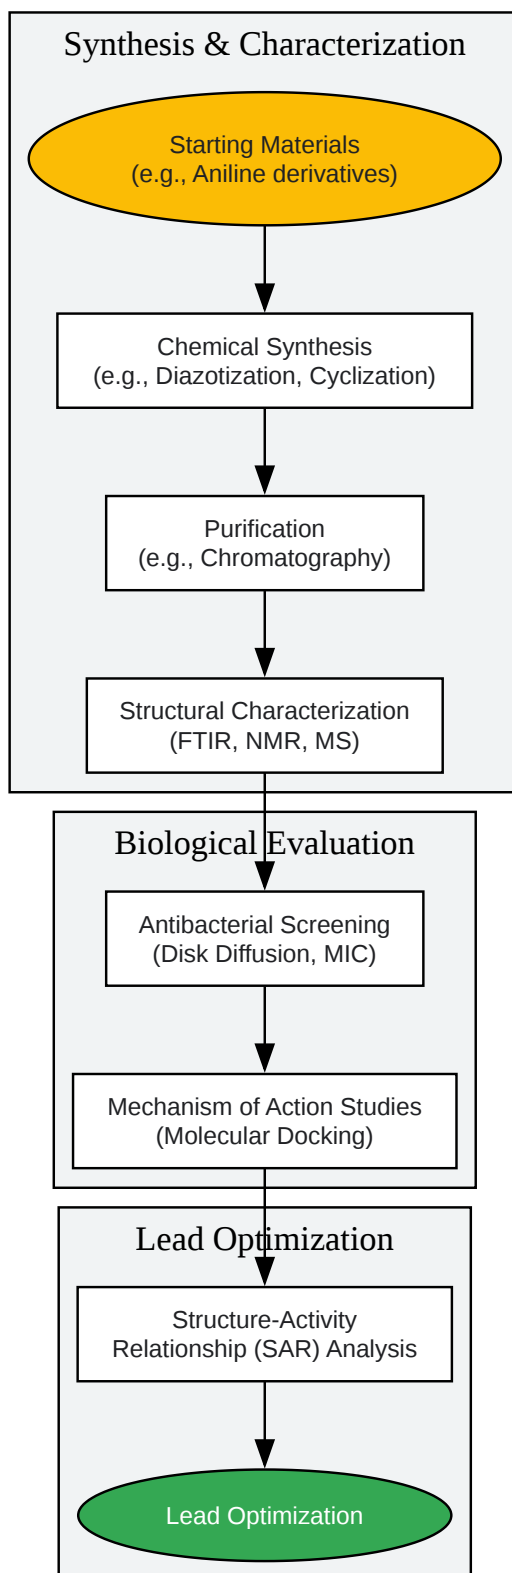 Synthesis & Characterization
Starting Materials
(e.g., Aniline derivatives)
Chemical Synthesis
(e.g., Diazotization, Cyclization)
Purification
(e.g., Chromatography)
Structural Characterization
(FTIR, NMR, MS)
Biological Evaluation
Antibacterial Screening
(Disk Diffusion, MIC)
Mechanism of Action Studies
(Molecular Docking)
Lead Optimization
Structure-Activity
Relationship (SAR) Analysis
Lead Optimization